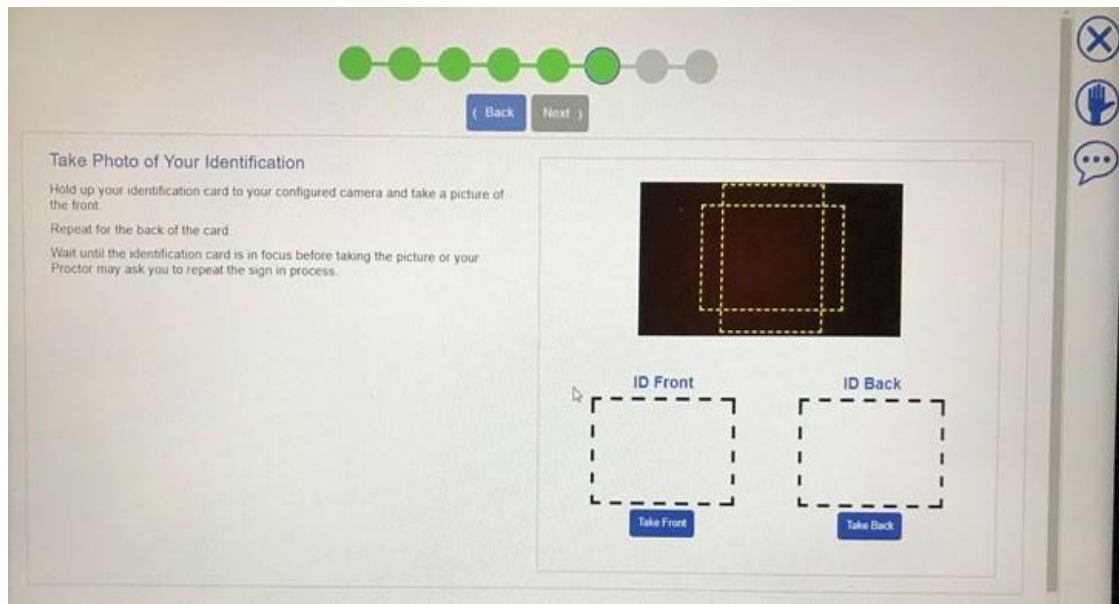 ( Back
Next )
Take Photo of Your Identification
Hold up your identification card to your configured camera and take a picture of
the front
Repeat for the back of the card
Wait until the identification card is in focus before taking the picture or your
Proctor may ask you to repeat the sign in process.
ID Front
ID Back
Take Front
Take Back